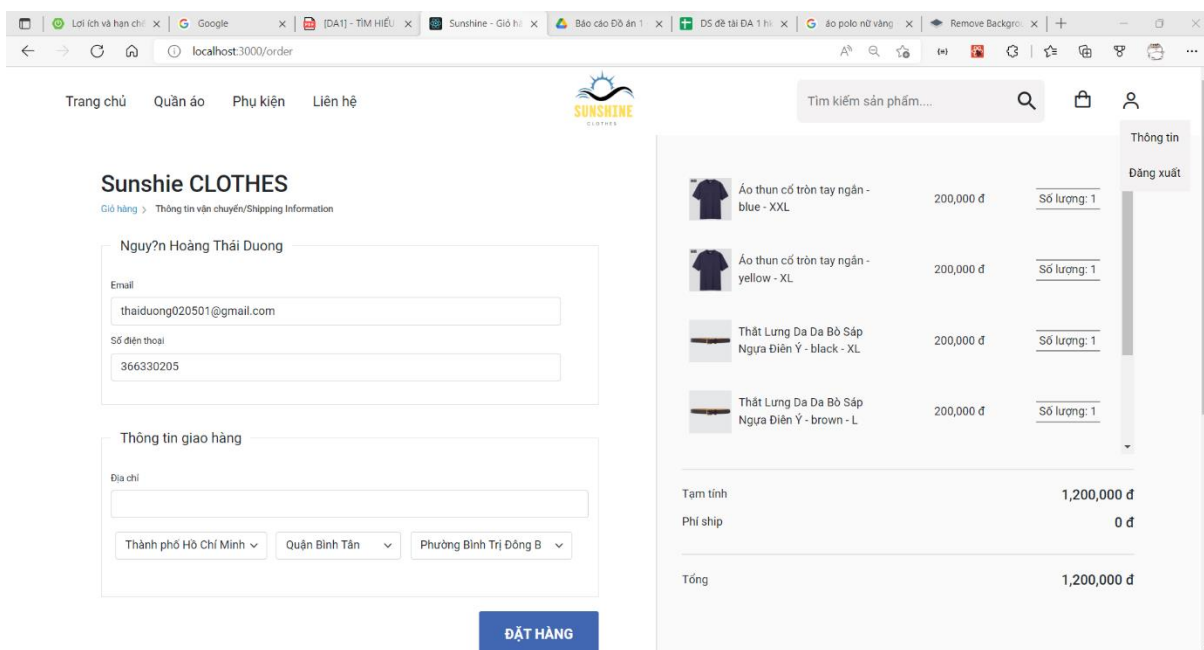 Lợi ích và hạn chế
Google
[DA1] - TÌM HIỂU
Sunshine - Giỏ hà
Báo cáo Đồ án 1
DS đề tài ĐA 1 h
áo polo nữ vàng
Remove Backgrou
localhost:3000/order
Trang chủ Quần áo Phụ kiện Liên hệ
SUNSHINE
CLOTHES
Tìm kiếm sản phẩm....
Thông tin
Đăng xuất
Sunshie CLOTHES
Giỏ hàng > Thông tin vận chuyển/Shipping Information
Nguy?n Hoàng Thái Duong
Email
thaiduong020501@gmail.com
Số điện thoại
366330205
Thông tin giao hàng
Địa chỉ
Thành phố Hồ Chí Minh Quận Bình Tân Phường Bình Trị Đông B
ĐẶT HÀNG
Áo thun cổ tròn tay ngắn -
blue - XXL
200,000 đ
Số lượng: 1
Áo thun cổ tròn tay ngắn -
yellow - XL
200,000 đ
Số lượng: 1
Thắt Lưng Da Da Bò Sáp
Ngựa Điên Ý - black - XL
200,000 đ
Số lượng: 1
Thắt Lưng Da Da Bò Sáp
Ngựa Điên Ý - brown - L
200,000 đ
Số lượng: 1
Tạm tính 1,200,000 đ
Phí ship 0 đ
Tổng 1,200,000 đ